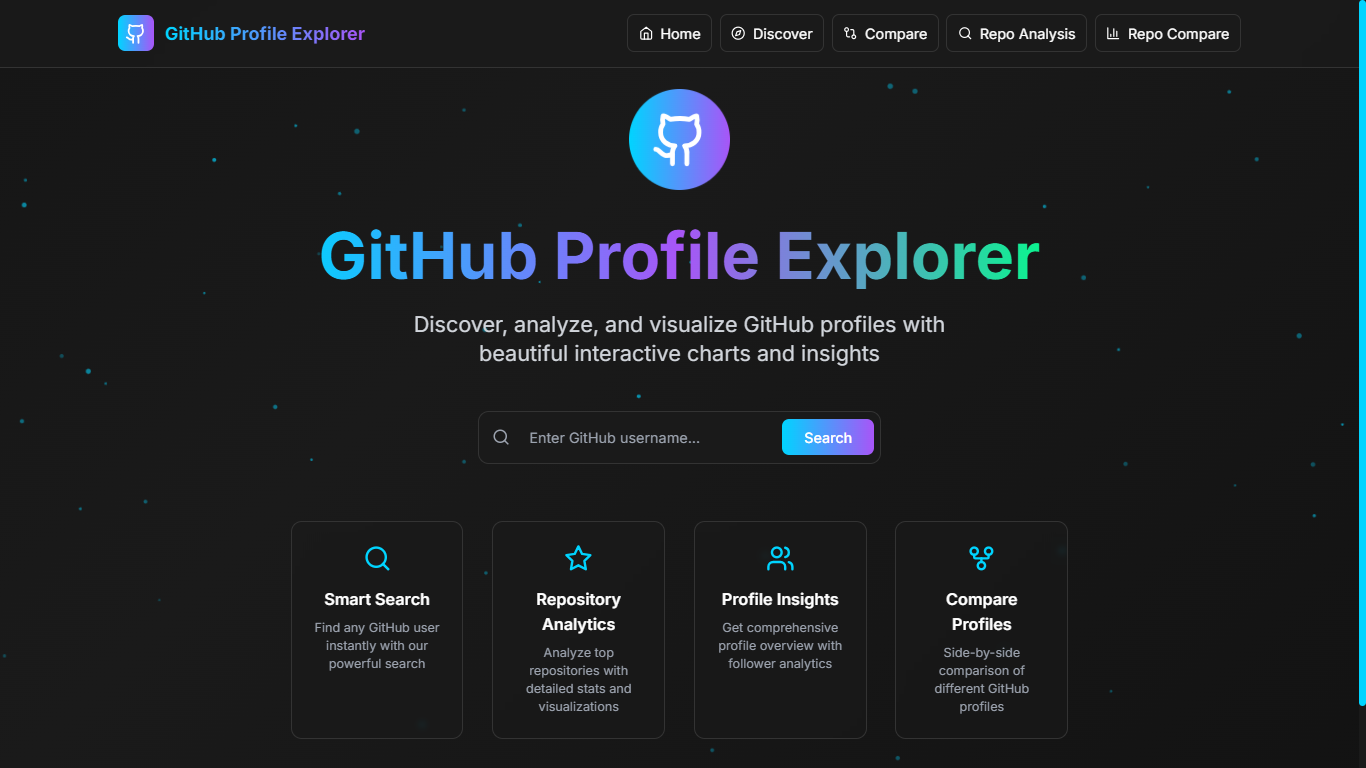 GitHub Profile Explorer
Home
Discover
Compare
Repo Analysis
Repo Compare
GitHub Profile Explorer
Discover, analyze, and visualize GitHub profiles with
beautiful interactive charts and insights
Enter GitHub username...
Search
Smart Search
Find any GitHub user
instantly with our
powerful search
Repository
Analytics
Analyze top
repositories with
detailed stats and
visualizations
Profile Insights
Get comprehensive
profile overview with
follower analytics
Compare
Profiles
Side-by-side
comparison of
different GitHub
profiles